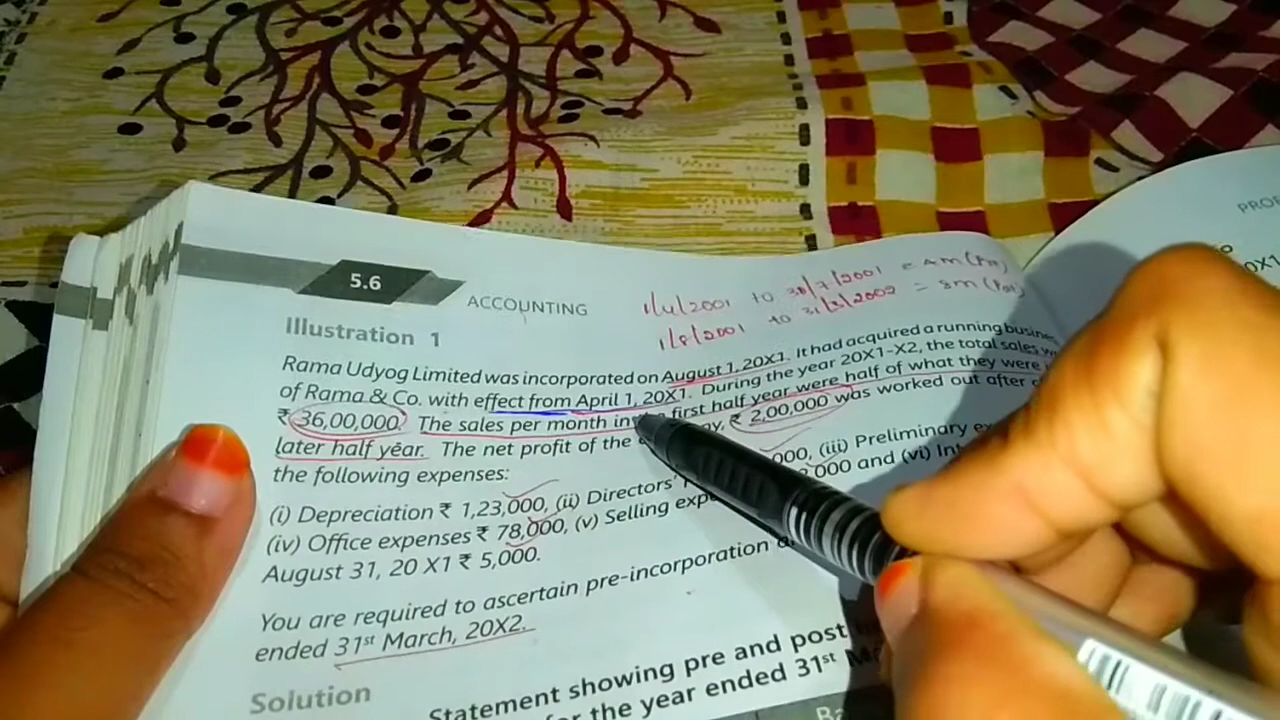 PROF
0X1
5.6
ACCOUNTING
1/4/2001 to 31/7/2001 = 4m (Pre)
1/8/2001 to 31/3/2002 = 8m (Post)
Illustration 1
Rama Udyog Limited was incorporated on August 1, 20X1. It had acquired a running
of Rama & Co. with effect from April 1, 20X1. During the year 20X1-X2, the total sales
₹ 36,00,000. The sales per month in first half year were half of what they were
later half year. The net profit of the ₹ 2,00,000 was worked out after
the following expenses:
(i) Depreciation ₹ 1,23,000, (ii) Directors' 000, (iii) Preliminary
(iv) Office expenses ₹ 78,000, (v) Selling 000 and (vi)
August 31, 20 X1 ₹ 5,000.
You are required to ascertain pre-incorporation
ended 31st March, 20X2.
Solution
Statement showing pre and post
the year ended 31st